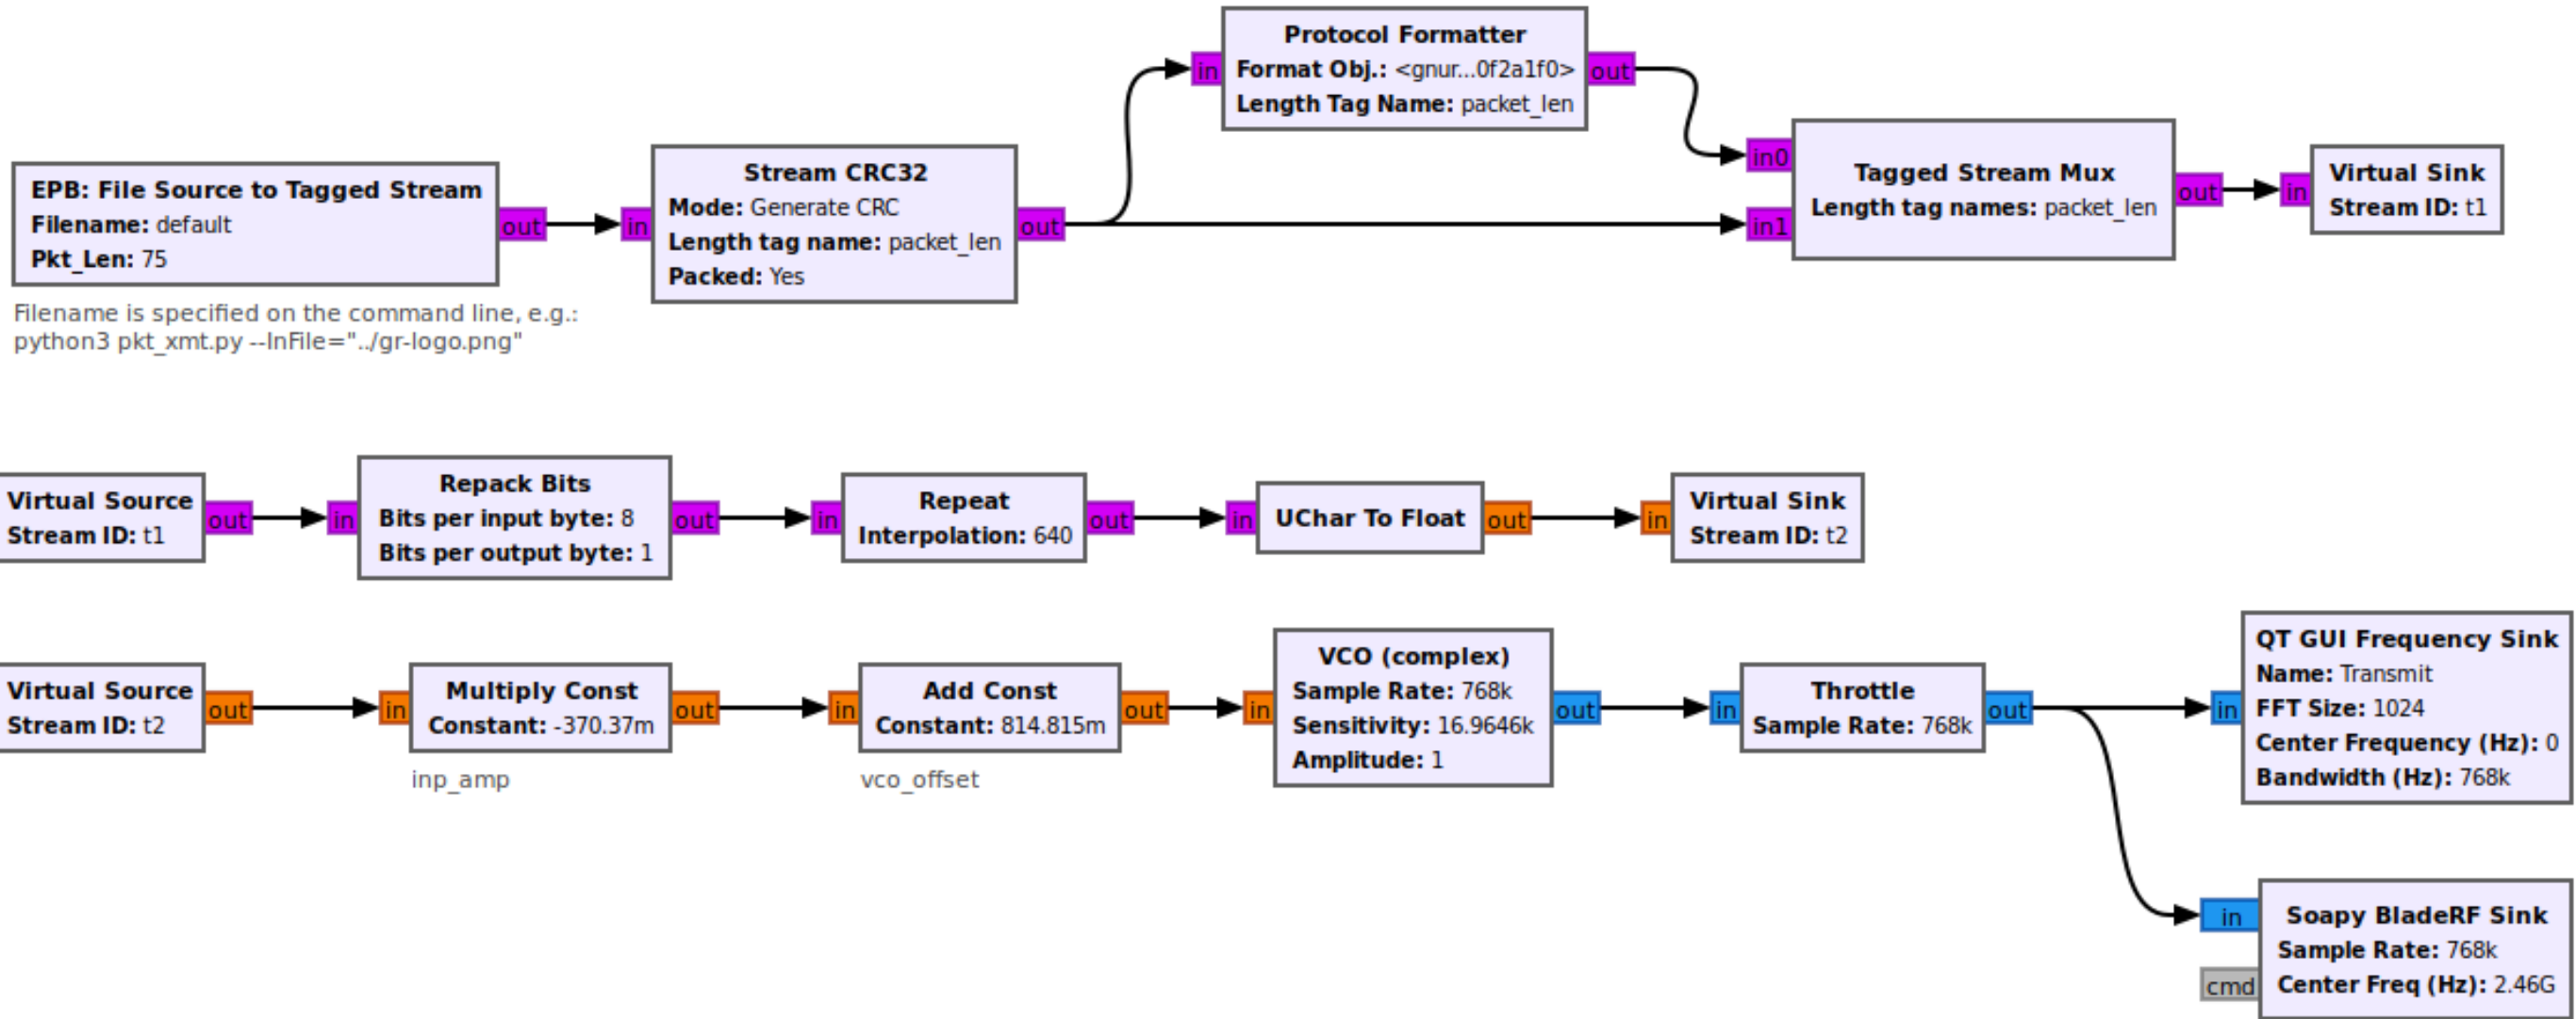 Protocol Formatter
in
Format Obj.: <gnur...0f2a1f0>
out
Length Tag Name: packet_len
EPB: File Source to Tagged Stream
Filename: default
out
Pkt_Len: 75
Filename is specified on the command line, e.g.:
python3 pkt_xmt.py --InFile="../gr-logo.png"
Stream CRC32
Mode: Generate CRC
in
Length tag name: packet_len
out
Packed: Yes
in0
in1
Tagged Stream Mux
Length tag names: packet_len
out
in
Virtual Sink
Stream ID: t1
Virtual Source
Stream ID: t1
out
in
Repack Bits
Bits per input byte: 8
Bits per output byte: 1
out
in
Repeat
Interpolation: 640
out
in
UChar To Float
out
in
Virtual Sink
Stream ID: t2
Virtual Source
Stream ID: t2
out
in
Multiply Const
Constant: -370.37m
out
inp_amp
in
Add Const
Constant: 814.815m
out
vco_offset
in
VCO (complex)
Sample Rate: 768k
Sensitivity: 16.9646k
Amplitude: 1
out
in
Throttle
Sample Rate: 768k
out
in
QT GUI Frequency Sink
Name: Transmit
FFT Size: 1024
Center Frequency (Hz): 0
Bandwidth (Hz): 768k
in
cmd
Soapy BladeRF Sink
Sample Rate: 768k
Center Freq (Hz): 2.46G